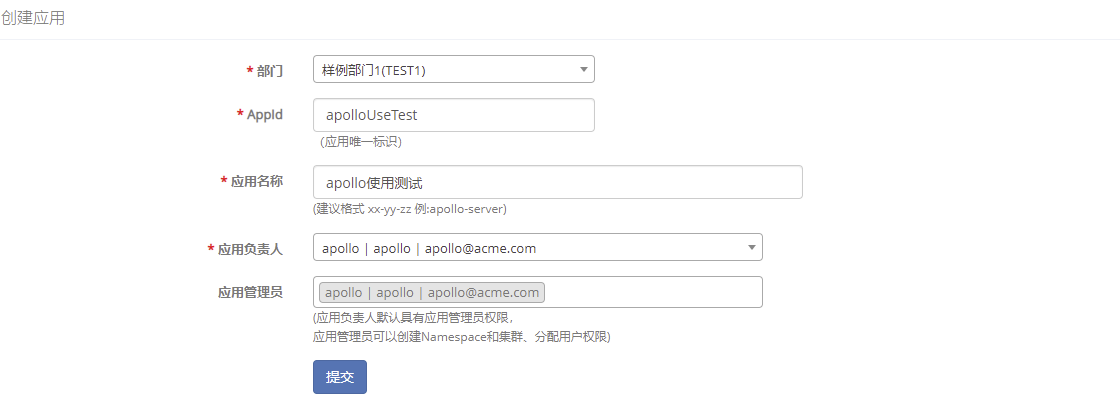 创建应用
* 部门 样例部门1(TEST1)
* AppId apolloUseTest
(应用唯一标识)
* 应用名称 apollo使用测试
(建议格式 xx-yy-zz 例:apollo-server)
* 应用负责人 apollo | apollo | apollo@acme.com
应用管理员 apollo | apollo | apollo@acme.com
(应用负责人默认具有应用管理员权限，
应用管理员可以创建Namespace和集群、分配用户权限)
提交